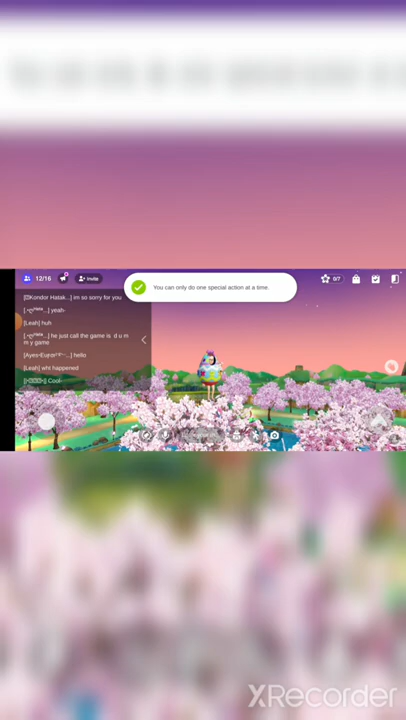 12/16
Invite
You can only do one special action at a time.
0/7
Kondor Hatak...] im so sorry for you
yeah-
[Leah] huh
he just call the game is d u m
m y game
hello
[Leah] wht happened
Cool-
XRecorder